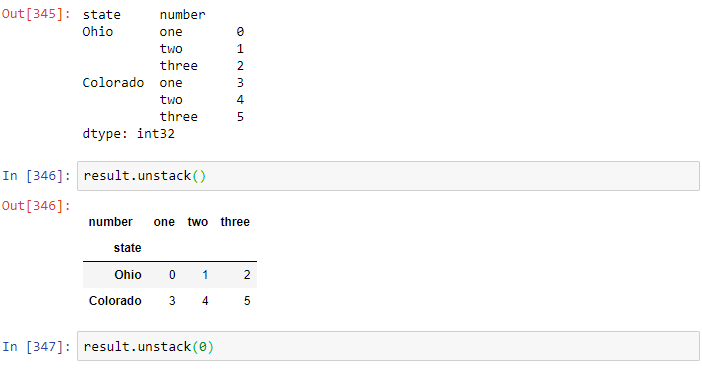 Out[345]: state     number
Ohio      one       0
          two       1
          three     2
Colorado  one       3
          two       4
          three     5
dtype: int32
In [346]: result.unstack()
Out[346]:
number one two three
state
Ohio 0 1 2
Colorado 3 4 5
In [347]: result.unstack(0)